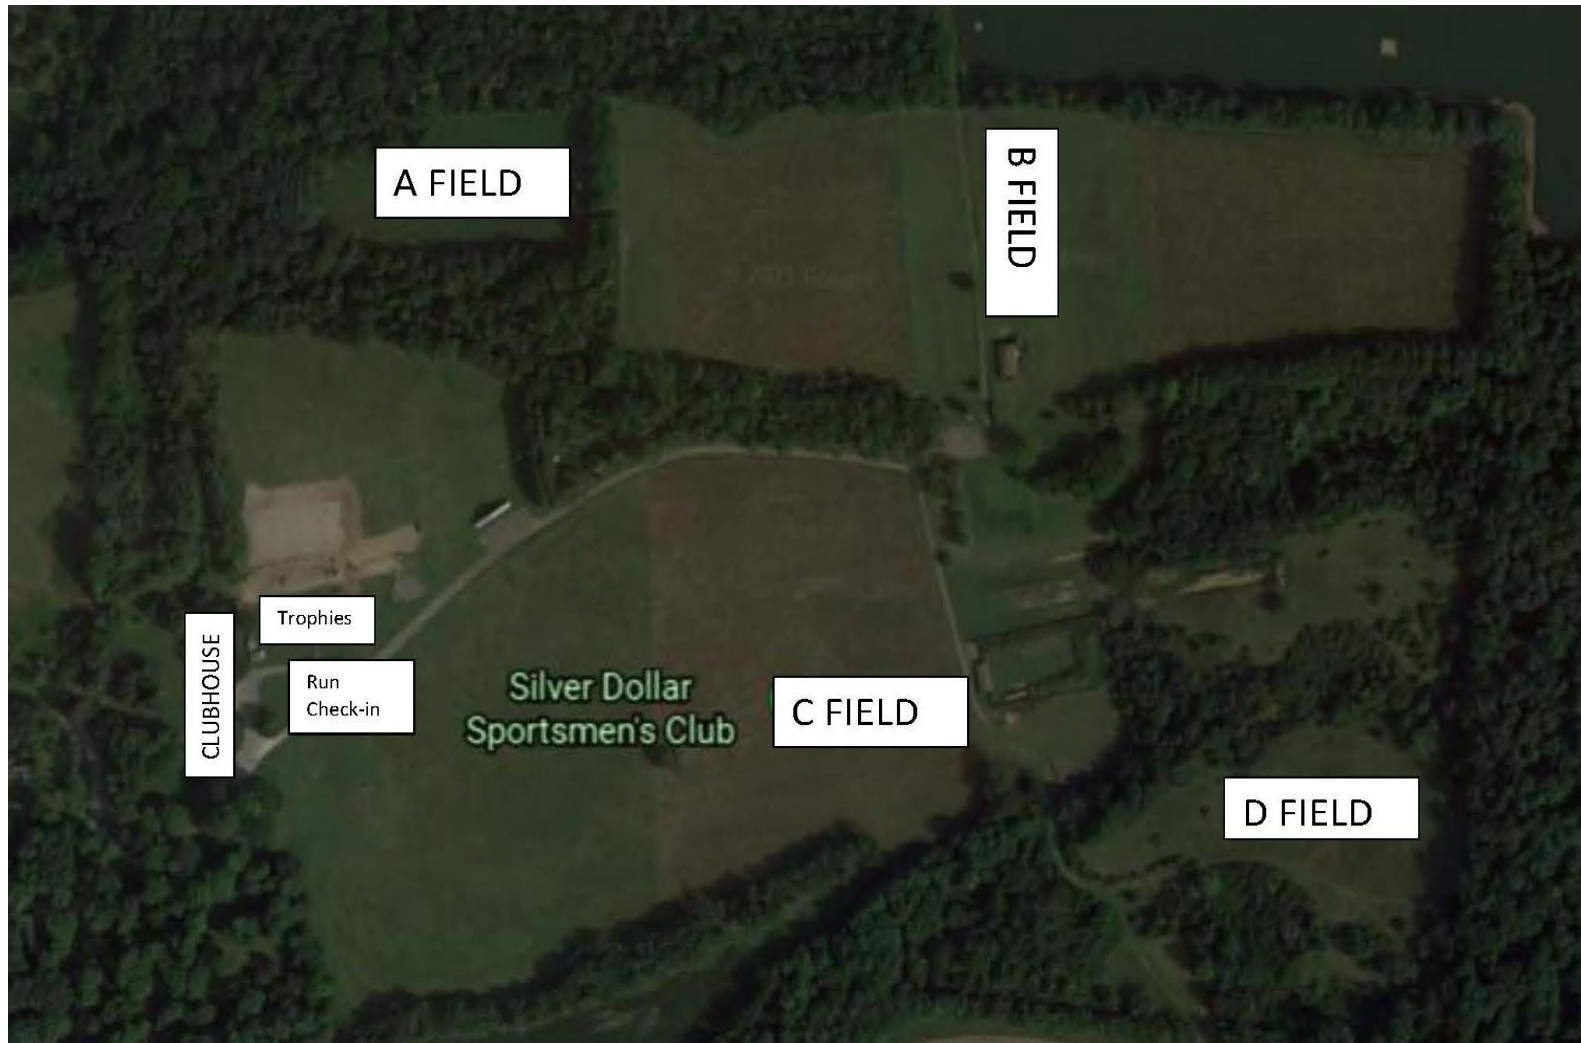 A FIELD
B FIELD
Trophies
CLUBHOUSE
Run
Check-in
Silver Dollar
Sportsmen's Club
C FIELD
D FIELD